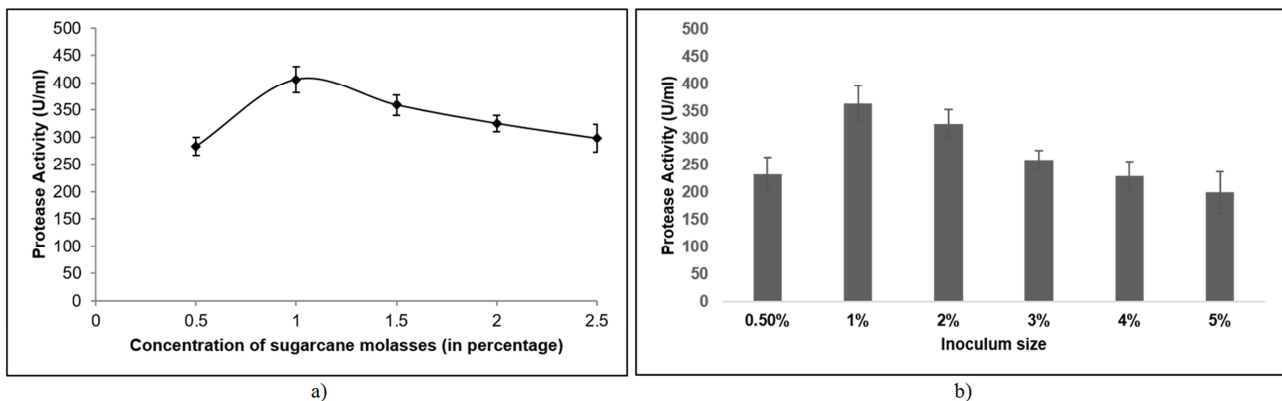 500
450
400
350
300
250
200
150
100
50
0
Protease Activity (U/ml)
0 0.5 1 1.5 2 2.5
Concentration of sugarcane molasses (in percentage)
a)
500
450
400
350
300
250
200
150
100
50
0
Protease Activity (U/ml)
0.50% 1% 2% 3% 4% 5%
Inoculum size
b)